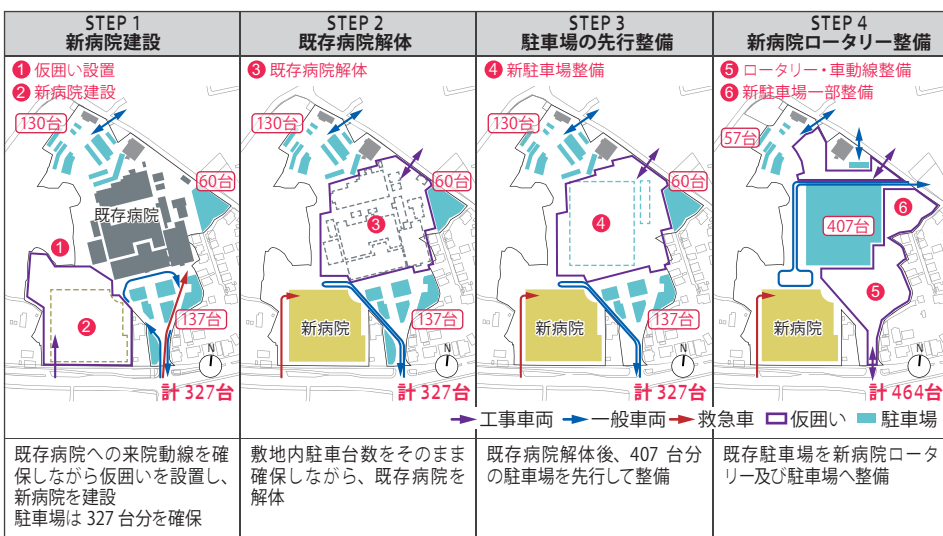 STEP 1
新病院建設
❶ 仮囲い設置
❷ 新病院建設
130台
60台
既存病院
❶
❷
137台
N
計 327台
既存病院への来院動線を確
保しながら仮囲いを設置し、
新病院を建設
駐車場は 327 台分を確保
STEP 2
既存病院解体
❸ 既存病院解体
130台
60台
❸
新病院
137台
N
計 327台
敷地内駐車台数をそのまま
確保しながら、既存病院を
解体
STEP 3
駐車場の先行整備
❹ 新駐車場整備
130台
60台
❹
新病院
137台
N
計 327台
既存病院解体後、407 台分
の駐車場を先行して整備
STEP 4
新病院ロータリー整備
❺ ロータリー・車動線整備
❻ 新駐車場一部整備
57台
❻
407台
❺
新病院
N
計 464台
工事車両 一般車両 救急車 仮囲い 駐車場
既存駐車場を新病院ロータ
リー及び駐車場へ整備